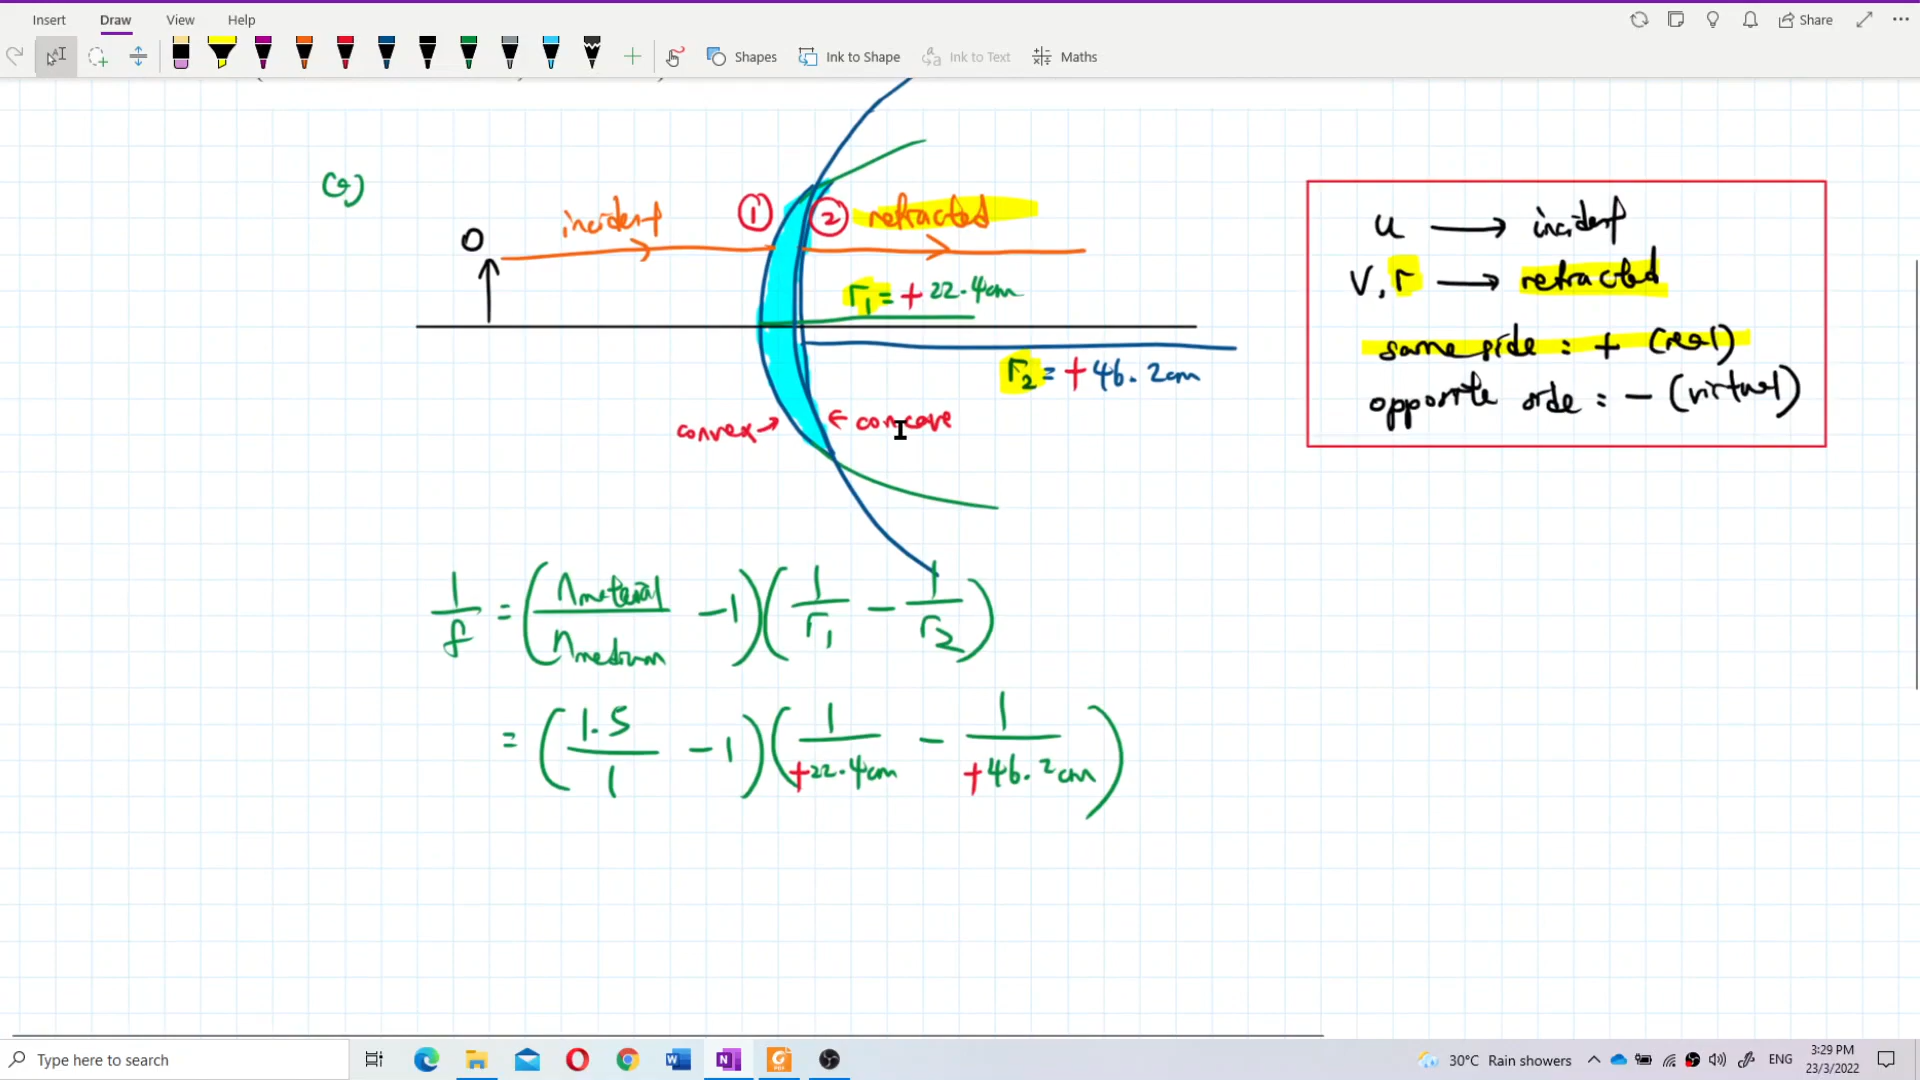 Insert Draw View Help
Share
Shapes Ink to Shape Ink to Text Maths
(a)
incident ① ② refracted
O
r₁ = + 22.4cm
r₂ = + 46.2cm
convex → ← concave
u → incident
v, r → refracted
same side : + (real)
opposite side : - (virtual)
1/f = (n material / n medium - 1)(1/r₁ - 1/r₂)
= (1.5/1 - 1)(1/+22.4cm - 1/+46.2cm)
Type here to search
30°C Rain showers
ENG
3:29 PM
23/3/2022